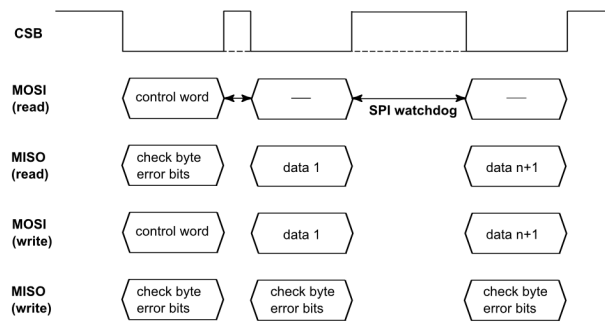 CSB
MOSI
(read)
control word
—
—
SPI watchdog
MISO
(read)
check byte
error bits
data 1
data n+1
MOSI
(write)
control word
data 1
data n+1
MISO
(write)
check byte
error bits
check byte
error bits
check byte
error bits